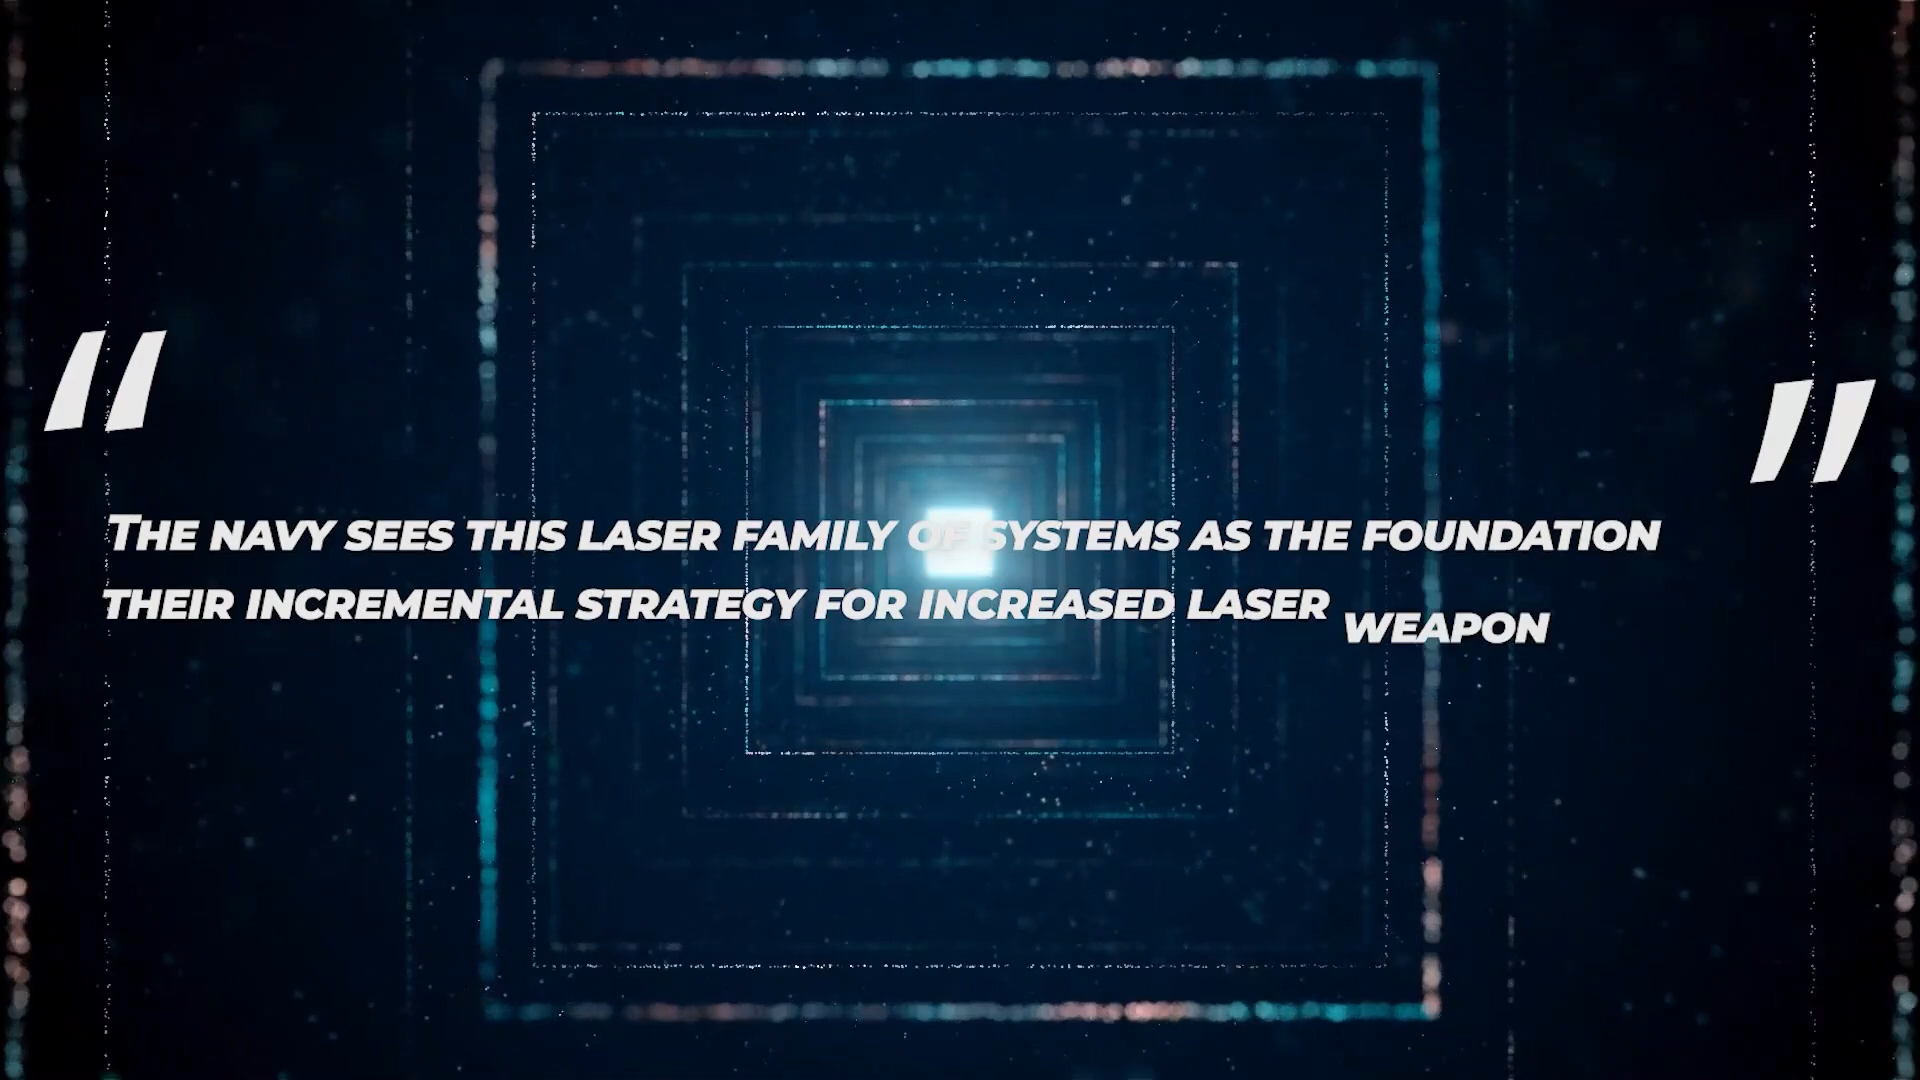 “
”
THE NAVY SEES THIS LASER FAMILY OF SYSTEMS AS THE FOUNDATION
THEIR INCREMENTAL STRATEGY FOR INCREASED LASER WEAPON